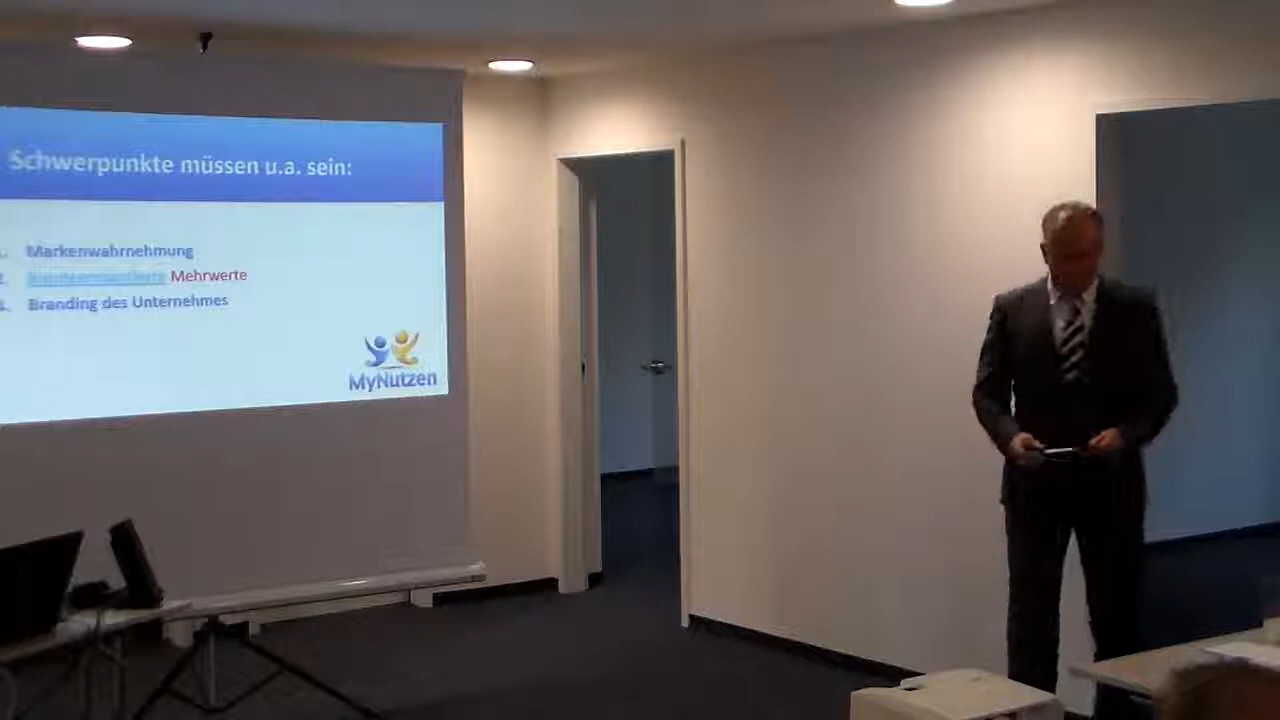 Schwerpunkte müssen u.a. sein:
Markenwahrnehmung
Mehrwerte
Branding des Unternehmes
MyNutzen